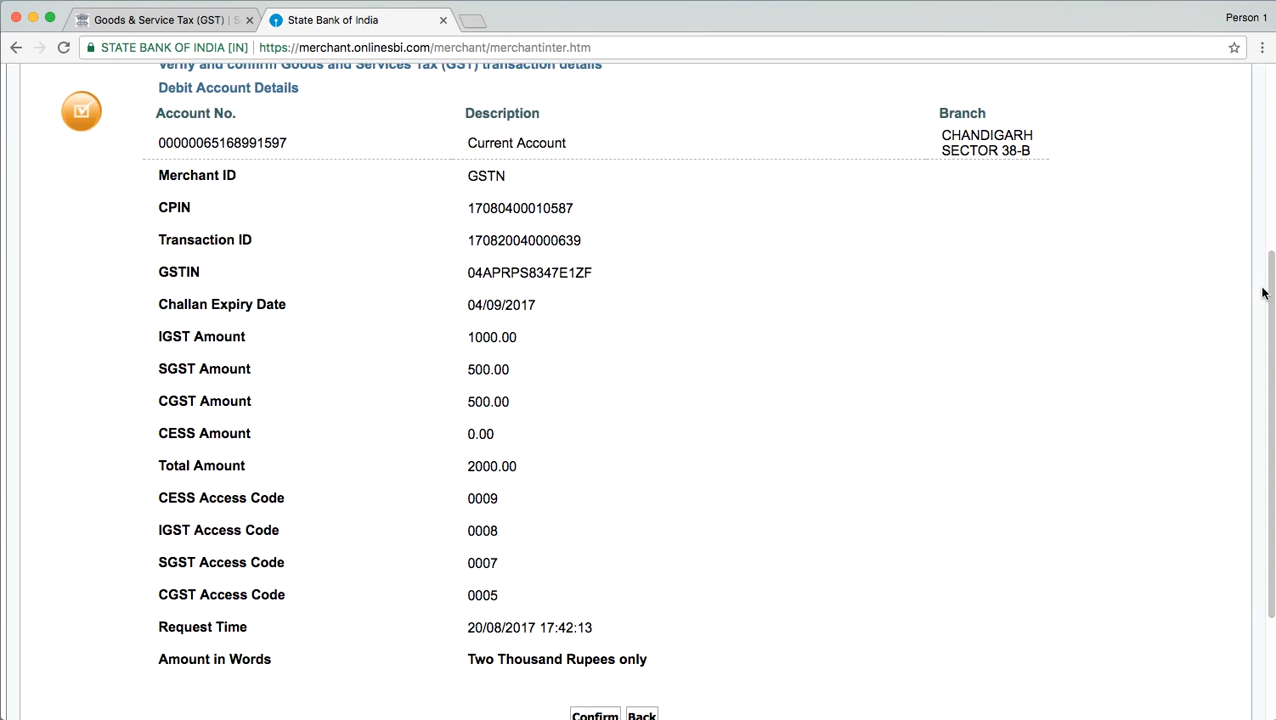 Goods & Service Tax (GST) | S
State Bank of India
Person 1
STATE BANK OF INDIA [IN] https://merchant.onlinesbi.com/merchant/merchantinter.htm
Verify and confirm Goods and Services Tax (GST) transaction details
Debit Account Details
Account No. Description Branch
00000065168991597 Current Account CHANDIGARH
SECTOR 38-B
Merchant ID GSTN
CPIN 17080400010587
Transaction ID 170820040000639
GSTIN 04APRPS8347E1ZF
Challan Expiry Date 04/09/2017
IGST Amount 1000.00
SGST Amount 500.00
CGST Amount 500.00
CESS Amount 0.00
Total Amount 2000.00
CESS Access Code 0009
IGST Access Code 0008
SGST Access Code 0007
CGST Access Code 0005
Request Time 20/08/2017 17:42:13
Amount in Words Two Thousand Rupees only
Confirm Back